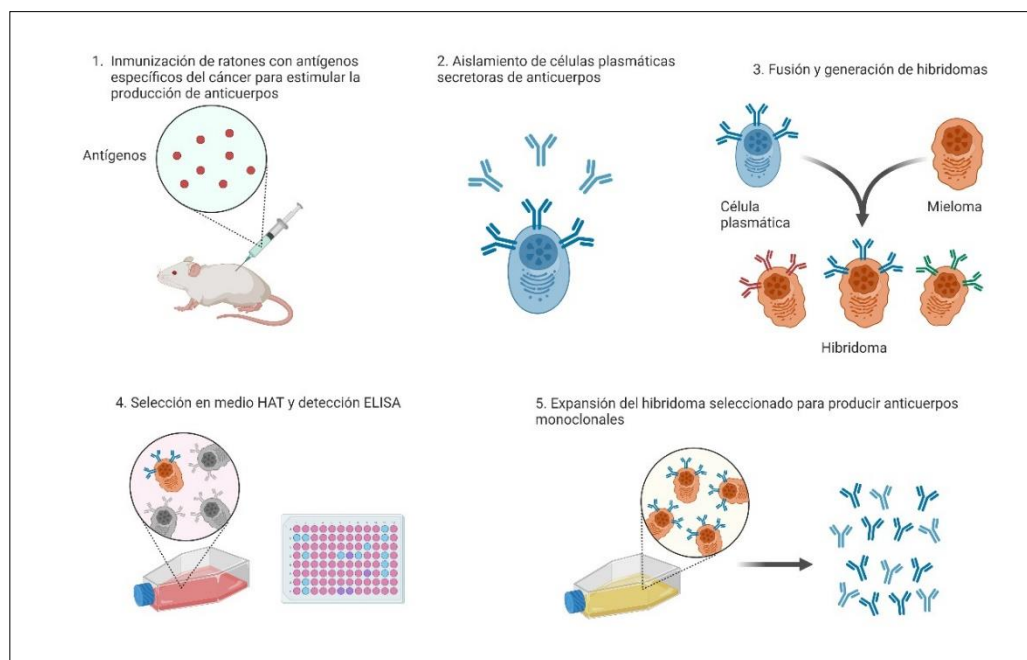 1. Inmunización de ratones con antígenos
específicos del cáncer para estimular la
producción de anticuerpos
Antígenos
2. Aislamiento de células plasmáticas
secretoras de anticuerpos
3. Fusión y generación de hibridomas
Célula
plasmática
Mieloma
Hibridoma
4. Selección en medio HAT y detección ELISA
5. Expansión del hibridoma seleccionado para producir anticuerpos
monoclonales